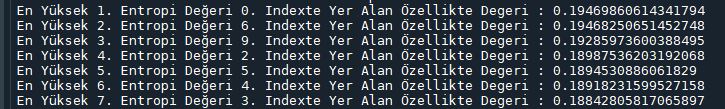 En Yüksek 1. Entropi Değeri 0. Indexte Yer Alan Özellikte Degeri : 0.19469860614341794
En Yüksek 2. Entropi Değeri 6. Indexte Yer Alan Özellikte Degeri : 0.19468250651452748
En Yüksek 3. Entropi Değeri 9. Indexte Yer Alan Özellikte Degeri : 0.19285973600388495
En Yüksek 4. Entropi Değeri 2. Indexte Yer Alan Özellikte Degeri : 0.18987536203192068
En Yüksek 5. Entropi Değeri 5. Indexte Yer Alan Özellikte Degeri : 0.1894530886061829
En Yüksek 6. Entropi Değeri 4. Indexte Yer Alan Özellikte Degeri : 0.18918231599527158
En Yüksek 7. Entropi Değeri 3. Indexte Yer Alan Özellikte Degeri : 0.18842805817065897